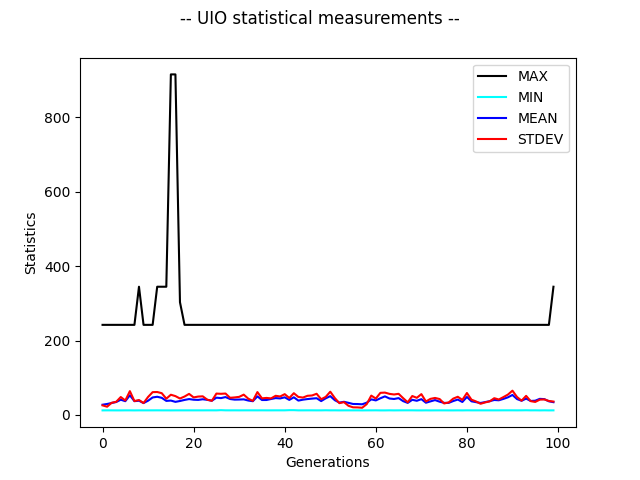 -- UIO statistical measurements --
MAX
MIN
MEAN
STDEV
800
600
400
200
0
Statistics
0 20 40 60 80 100
Generations